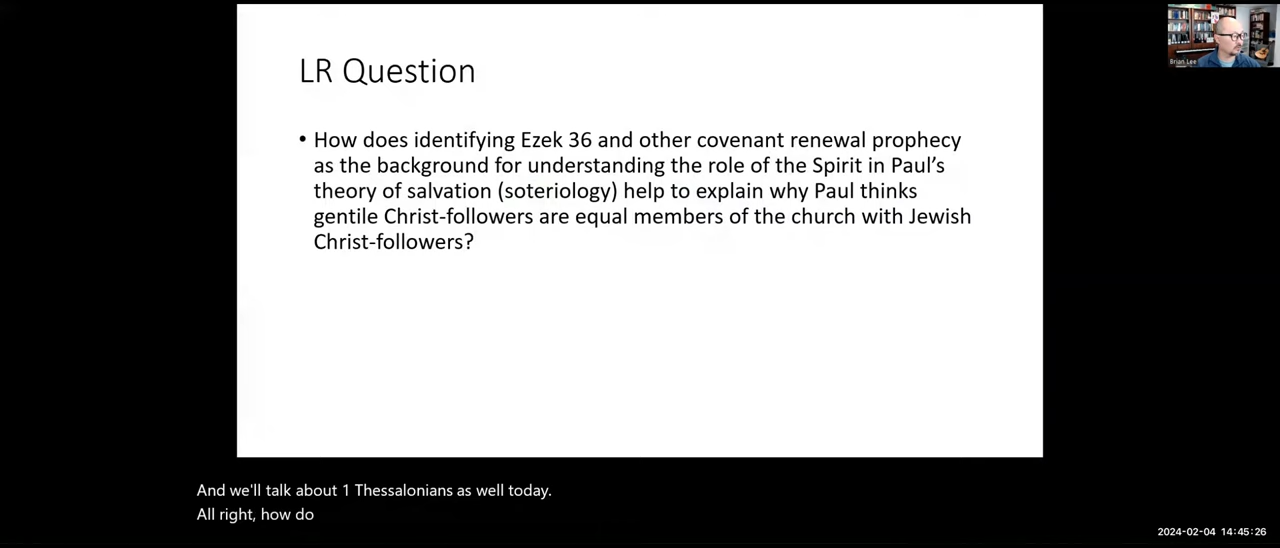 LR Question
• How does identifying Ezek 36 and other covenant renewal prophecy
as the background for understanding the role of the Spirit in Paul's
theory of salvation (soteriology) help to explain why Paul thinks
gentile Christ-followers are equal members of the church with Jewish
Christ-followers?
Brian Lee
And we'll talk about 1 Thessalonians as well today.
All right, how do
2024-02-04 14:45:26